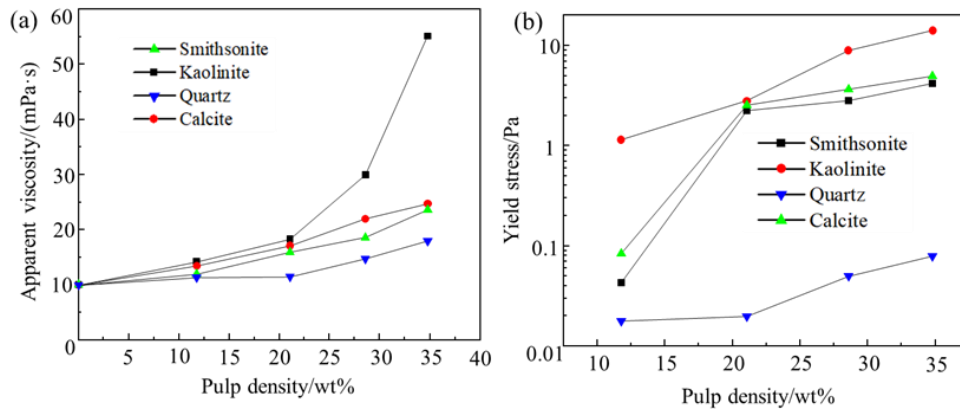 (a)
Apparent viscosity/(mPa·s)
60
50
40
30
20
10
0
Smithsonite
Kaolinite
Quartz
Calcite
0 5 10 15 20 25 30 35 40
Pulp density/wt%
(b)
Yield stress/Pa
10
1
0.1
0.01
Smithsonite
Kaolinite
Quartz
Calcite
10 15 20 25 30 35
Pulp density/wt%